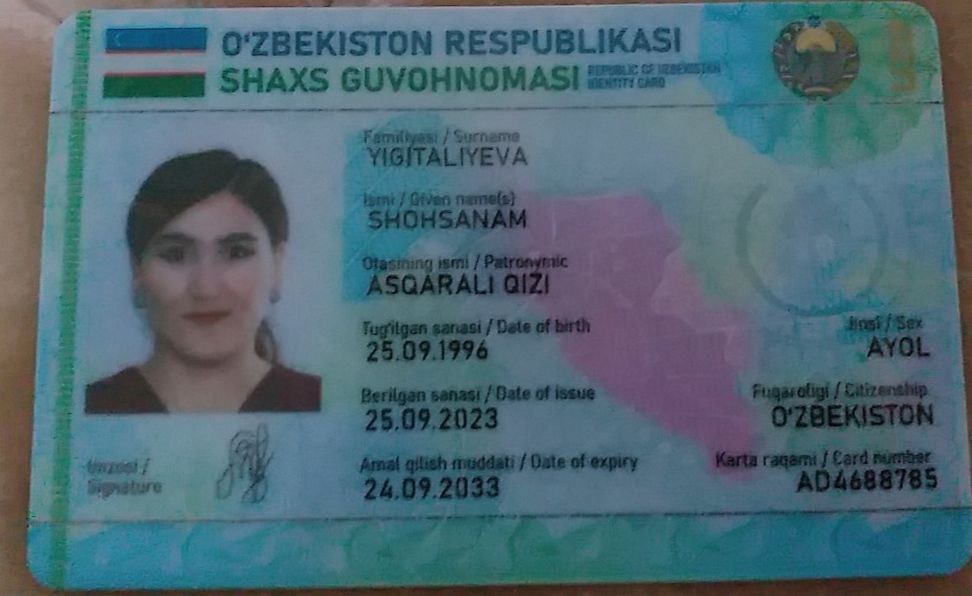 O'ZBEKISTON RESPUBLIKASI
SHAXS GUVOHNOMASI REPUBLIC OF UZBEKISTAN
IDENTITY CARD
Familiyasi / Surname
YIGITALIYEVA
Ismi / Given name(s)
SHOHSANAM
Otasining ismi / Patronymic
ASQARALI QIZI
Tug'ilgan sanasi / Date of birth
25.09.1996
Jinsi / Sex
AYOL
Berilgan sanasi / Date of issue
25.09.2023
Fuqaroligi / Citizenship
O'ZBEKISTON
Amal qilish muddati / Date of expiry
24.09.2033
Karta raqami / Card number
AD4688785
Imzosi /
Signature